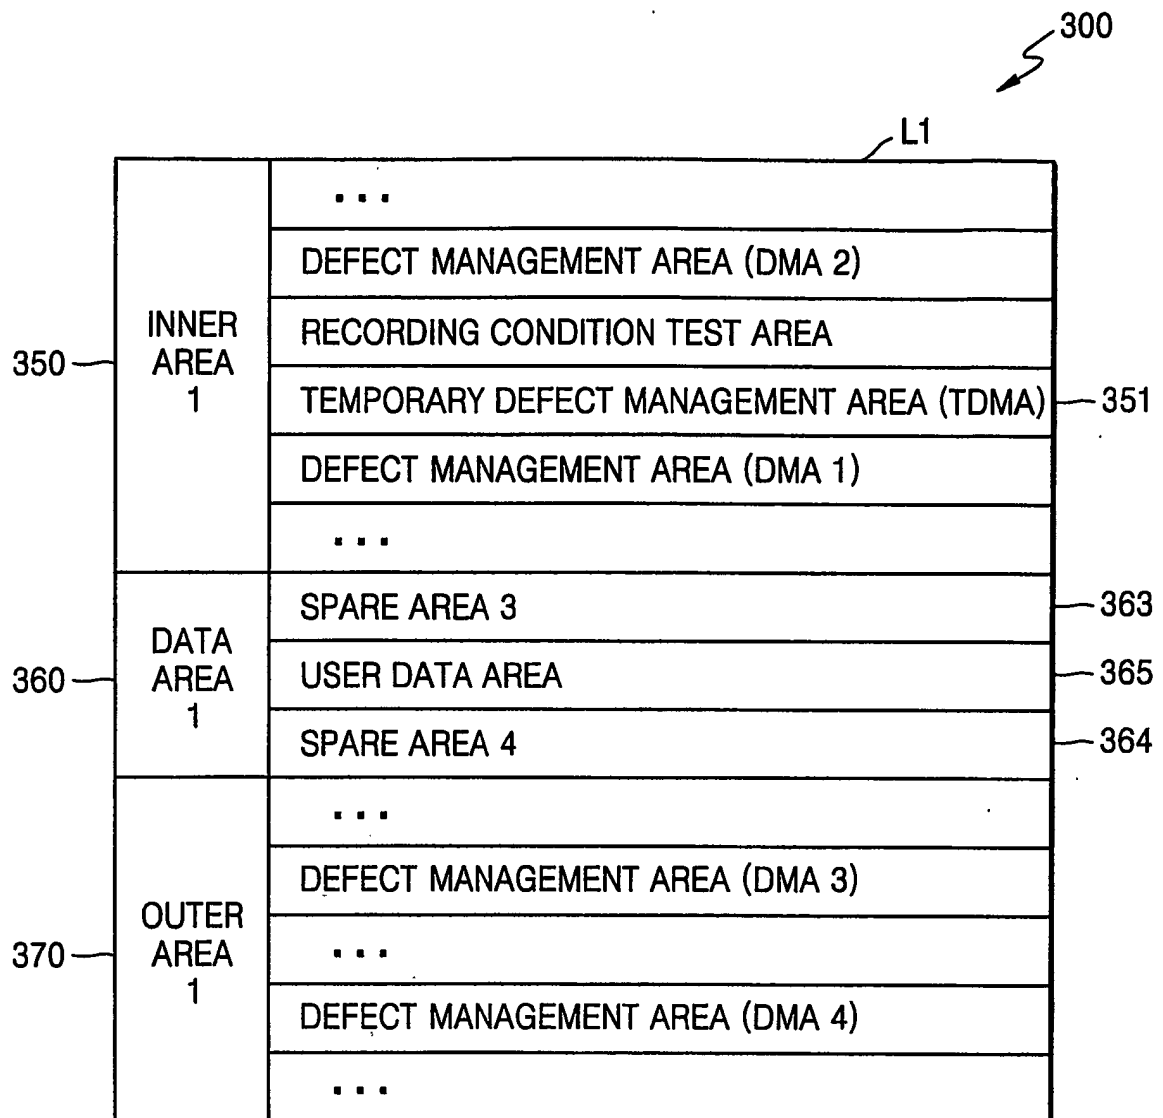 300
L1
...
DEFECT MANAGEMENT AREA (DMA 2)
RECORDING CONDITION TEST AREA
TEMPORARY DEFECT MANAGEMENT AREA (TDMA)
DEFECT MANAGEMENT AREA (DMA 1)
...
350
INNER
AREA
1
351
SPARE AREA 3
USER DATA AREA
SPARE AREA 4
360
DATA
AREA
1
363
365
364
...
DEFECT MANAGEMENT AREA (DMA 3)
...
DEFECT MANAGEMENT AREA (DMA 4)
...
370
OUTER
AREA
1